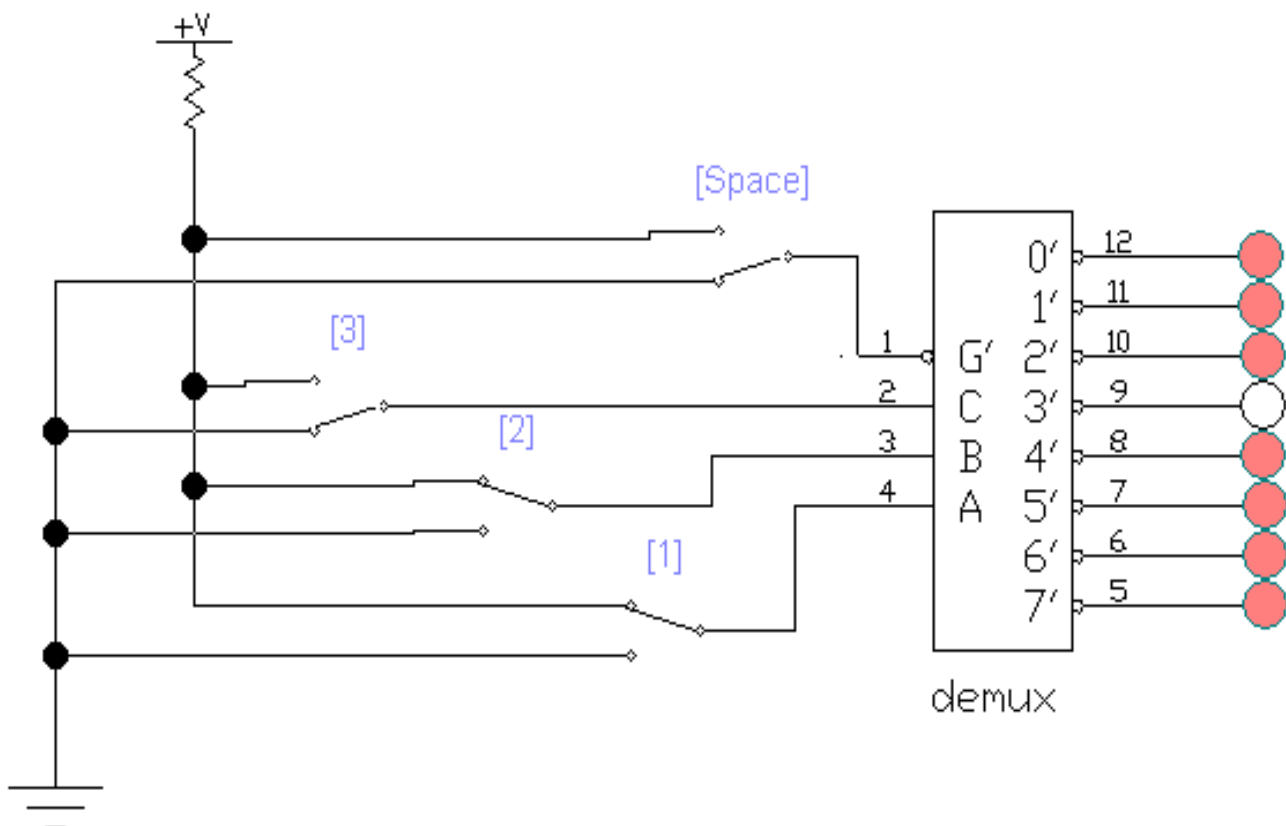 +V
[Space]
0' 12
1' 11
[3]
1 G' 2' 10
2 C 3' 9
[2]
3 B 4' 8
4 A 5' 7
[1]
6' 6
7' 5
demux